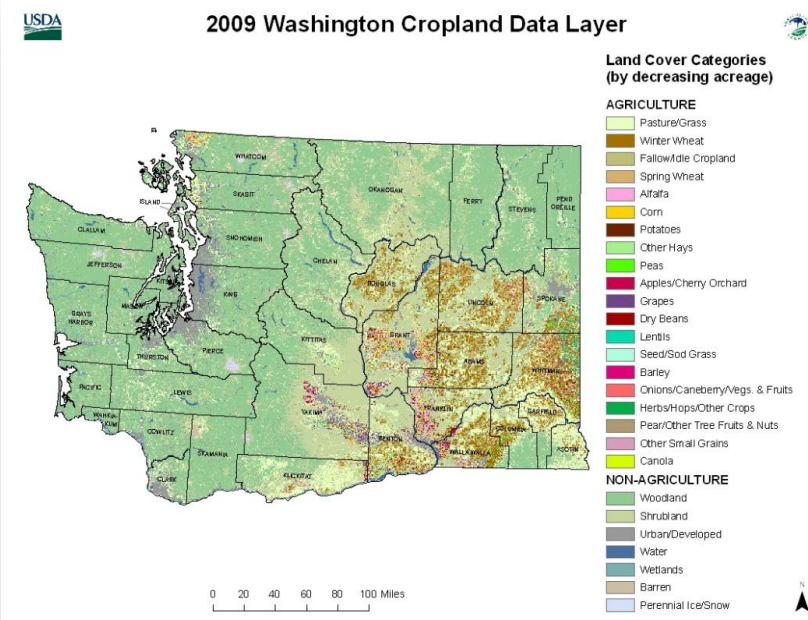 USDA
2009 Washington Cropland Data Layer
Land Cover Categories
(by decreasing acreage)
AGRICULTURE
Pasture/Grass
Winter Wheat
Fallow/Idle Cropland
Spring Wheat
Alfalfa
Corn
Potatoes
Other Hays
Peas
Apples/Cherry Orchard
Grapes
Dry Beans
Lentils
Seed/Sod Grass
Barley
Onions/Caneberry/Vegs. & Fruits
Herbs/Hops/Other Crops
Pear/Other Tree Fruits & Nuts
Other Small Grains
Canola
NON-AGRICULTURE
Woodland
Shrubland
Urban/Developed
Water
Wetlands
Barren
Perennial Ice/Snow
WHATCOM
SKAGIT
ISLAND
OKANOGAN
FERRY
STEVENS
PEND
OREILLE
CLALLAM
SNOHOMISH
CHELAN
JEFFERSON
DOUGLAS
KING
LINCOLN
SPOKANE
GRAYS
HARBOR
GRANT
KITTITAS
THURSTON
PIERCE
ADAMS
WHITMAN
PACIFIC
LEWIS
YAKIMA
FRANKLIN
GARFIELD
WAHKIA-
KUM
COWLITZ
COLUMBIA
BENTON
WALLA WALLA
ASOTIN
SKAMANIA
CLARK
KLICKITAT
0 20 40 60 80 100 Miles
N